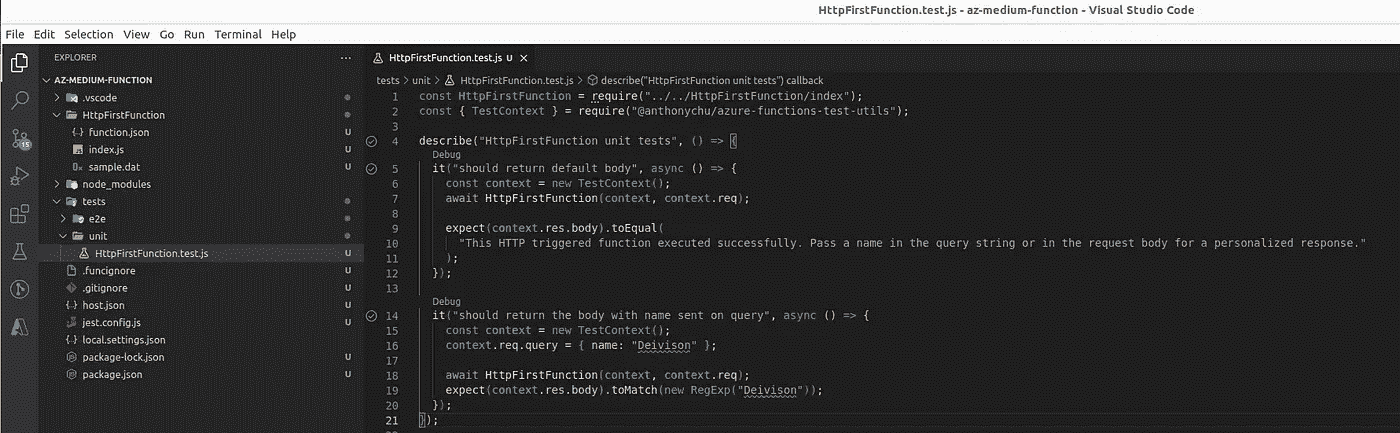 HttpFirstFunction.test.js - az-medium-function - Visual Studio Code
File Edit Selection View Go Run Terminal Help
EXPLORER ...
AZ-MEDIUM-FUNCTION
.vscode
HttpFirstFunction
{} function.json U
index.js U
sample.dat U
node_modules
tests
e2e
unit
HttpFirstFunction.test.js U
.funcignore U
.gitignore U
{} host.json U
jest.config.js U
{} local.settings.json
package-lock.json U
package.json U
15
HttpFirstFunction.test.js U ×
tests > unit > HttpFirstFunction.test.js > describe("HttpFirstFunction unit tests") callback
1 const HttpFirstFunction = require("../../HttpFirstFunction/index");
2 const { TestContext } = require("@anthonychu/azure-functions-test-utils");
3
4 describe("HttpFirstFunction unit tests", () => {
Debug
5 it("should return default body", async () => {
6 const context = new TestContext();
7 await HttpFirstFunction(context, context.req);
8
9 expect(context.res.body).toEqual(
10 "This HTTP triggered function executed successfully. Pass a name in the query string or in the request body for a personalized response."
11 );
12 });
13
Debug
14 it("should return the body with name sent on query", async () => {
15 const context = new TestContext();
16 context.req.query = { name: "Deivison" };
17
18 await HttpFirstFunction(context, context.req);
19 expect(context.res.body).toMatch(new RegExp("Deivison"));
20 });
21 });